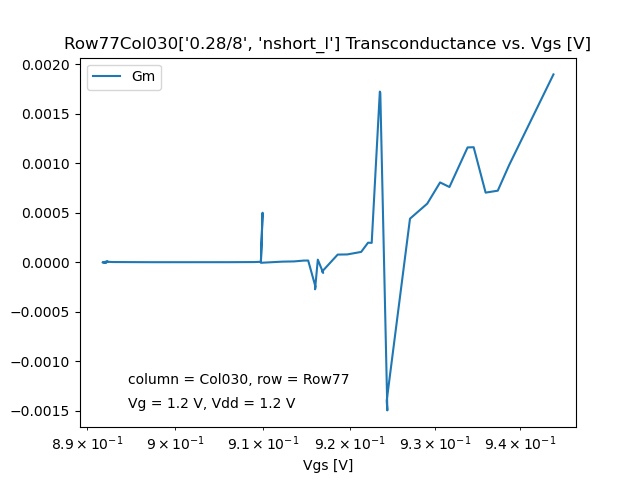 Row77Col030['0.28/8', 'nshort_l'] Transconductance vs. Vgs [V]
Gm
0.0020
0.0015
0.0010
0.0005
0.0000
−0.0005
−0.0010
−0.0015
column = Col030, row = Row77
Vg = 1.2 V, Vdd = 1.2 V
8.9 × 10⁻¹ 9 × 10⁻¹ 9.1 × 10⁻¹ 9.2 × 10⁻¹ 9.3 × 10⁻¹ 9.4 × 10⁻¹
Vgs [V]